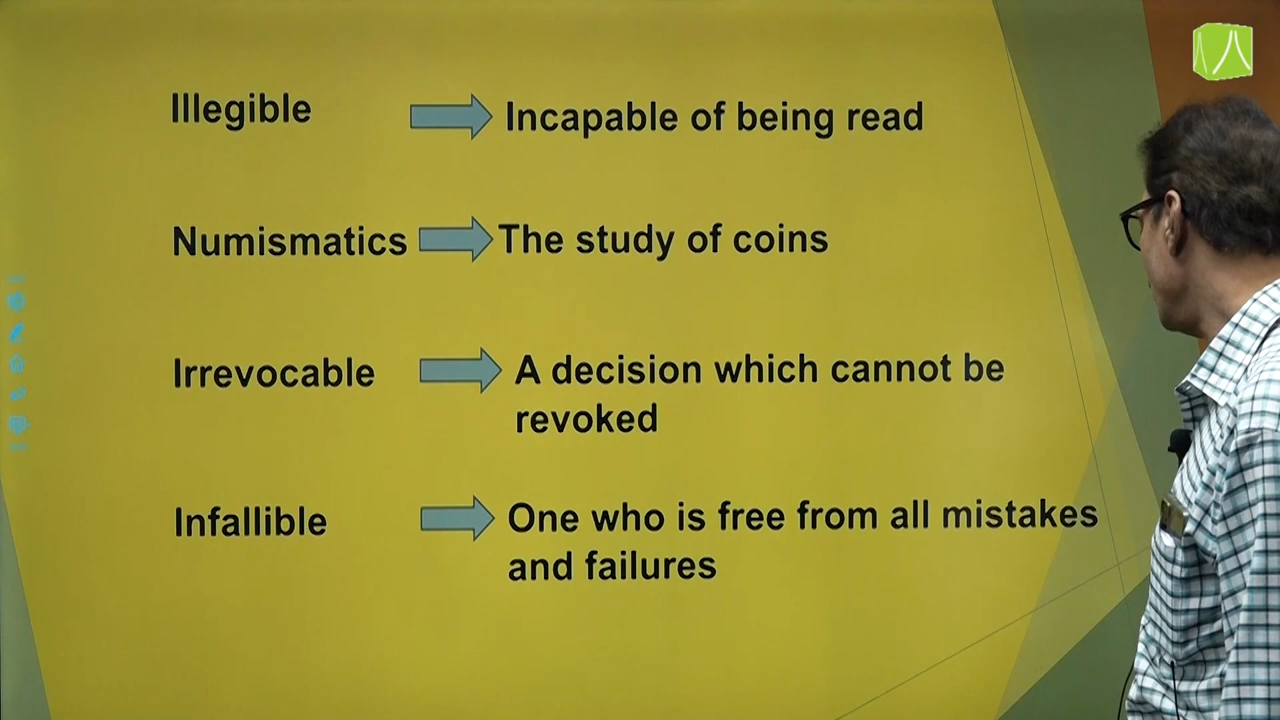 Illegible
Incapable of being read
Numismatics
The study of coins
Irrevocable
A decision which cannot be
revoked
Infallible
One who is free from all mistakes
and failures